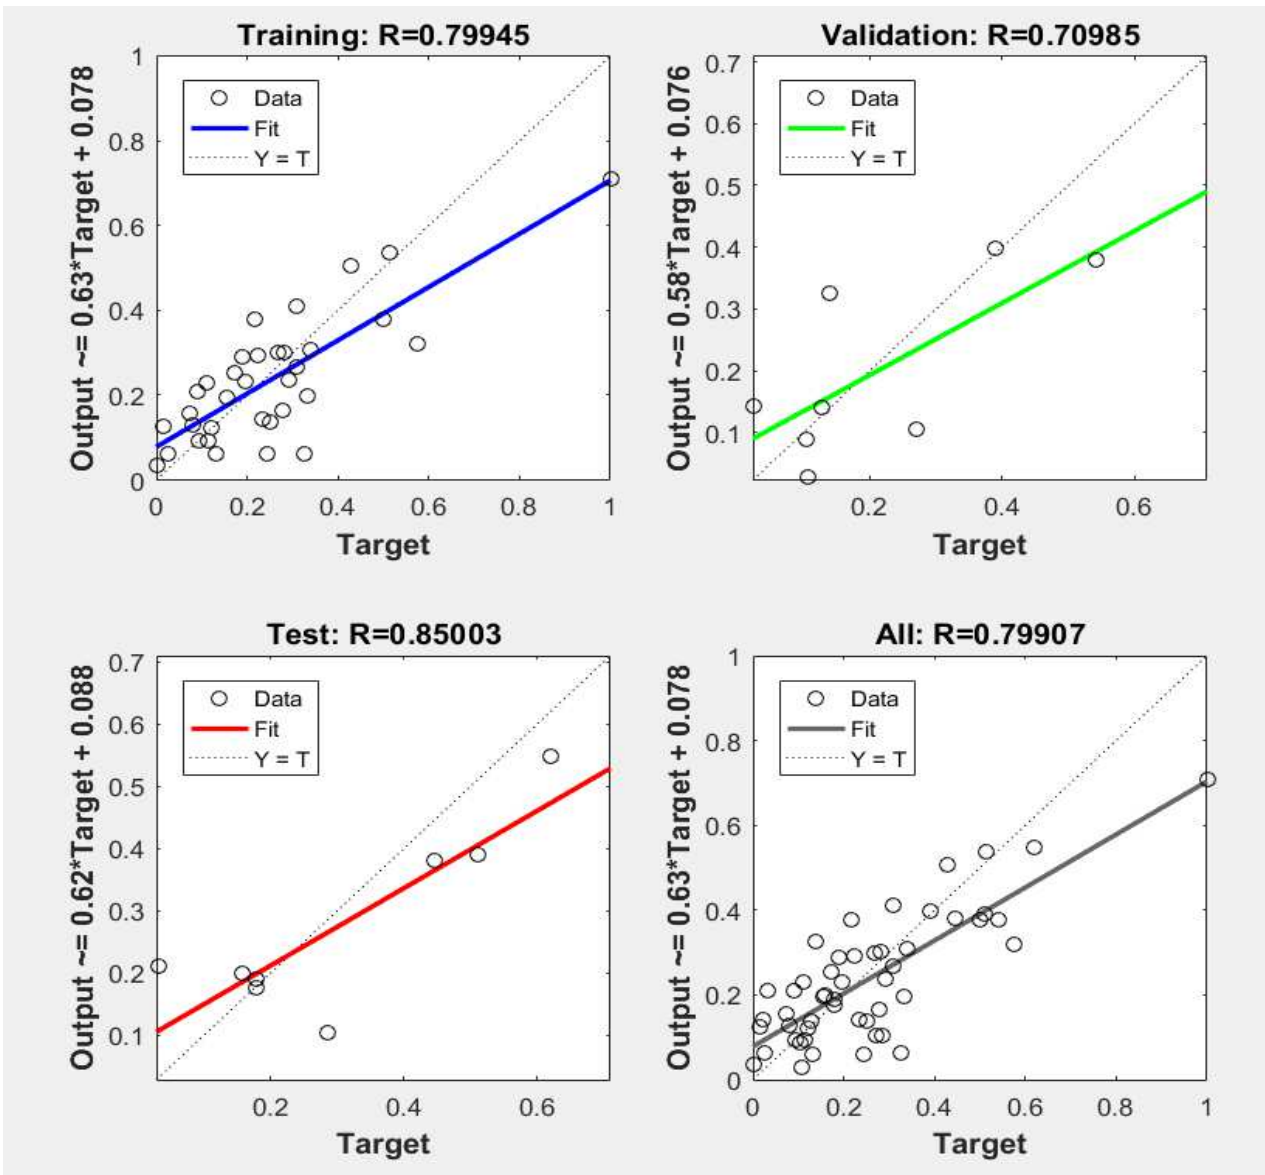 Training: R=0.79945
Output ~= 0.63*Target + 0.078
1
0.8
0.6
0.4
0.2
0
Data
Fit
Y = T
0
0.2
0.4
0.6
0.8
1
Target
Validation: R=0.70985
Output ~= 0.58*Target + 0.076
0.7
0.6
0.5
0.4
0.3
0.2
0.1
Data
Fit
Y = T
0.2
0.4
0.6
Target
Test: R=0.85003
Output ~= 0.62*Target + 0.088
0.7
0.6
0.5
0.4
0.3
0.2
0.1
Data
Fit
Y = T
0.2
0.4
0.6
Target
All: R=0.79907
Output ~= 0.63*Target + 0.078
1
0.8
0.6
0.4
0.2
0
Data
Fit
Y = T
0
0.2
0.4
0.6
0.8
1
Target